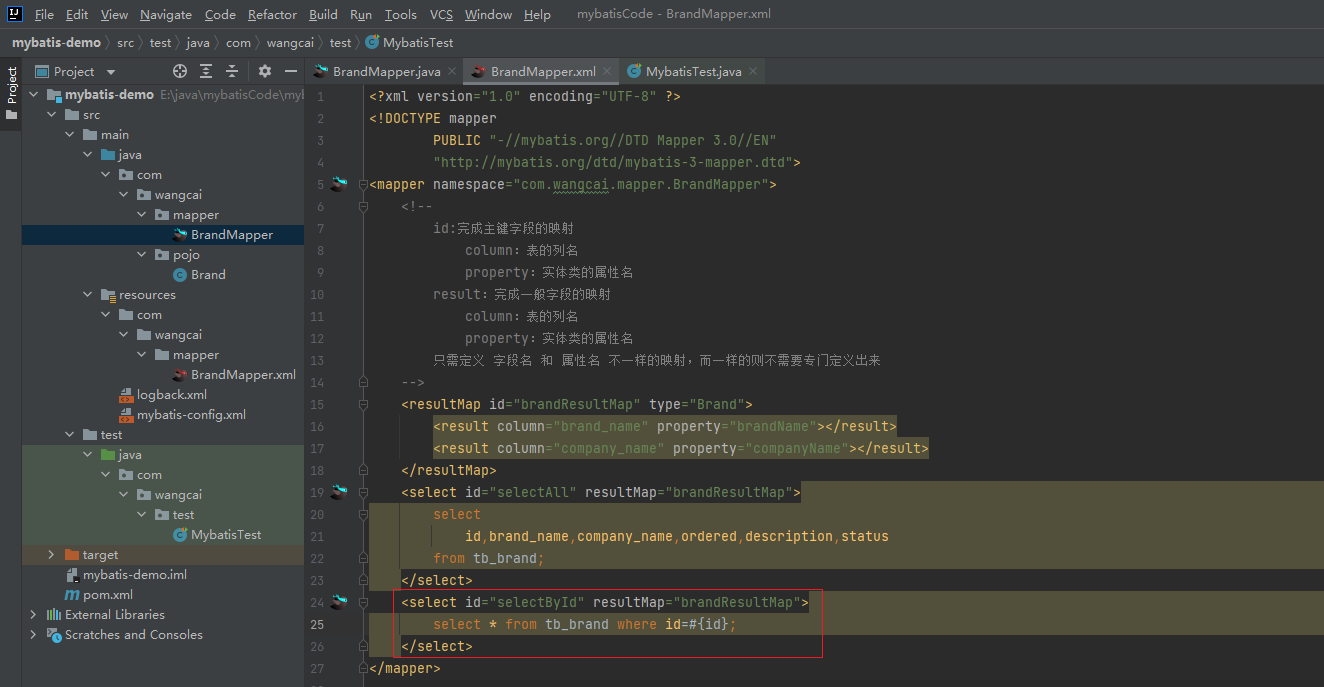 File Edit View Navigate Code Refactor Build Run Tools VCS Window Help mybatisCode - BrandMapper.xml
mybatis-demo src test java com wangcai test MybatisTest
Project
Project
mybatis-demo E:\java\mybatisCode\myb
src
main
java
com
wangcai
mapper
BrandMapper
pojo
Brand
resources
com
wangcai
mapper
BrandMapper.xml
logback.xml
mybatis-config.xml
test
java
com
wangcai
test
MybatisTest
target
mybatis-demo.iml
pom.xml
External Libraries
Scratches and Consoles
BrandMapper.java BrandMapper.xml MybatisTest.java
1 <?xml version="1.0" encoding="UTF-8" ?>
2 <!DOCTYPE mapper
3 PUBLIC "-//mybatis.org//DTD Mapper 3.0//EN"
4 "http://mybatis.org/dtd/mybatis-3-mapper.dtd">
5 <mapper namespace="com.wangcai.mapper.BrandMapper">
6 <!--
7 id:完成主键字段的映射
8 column：表的列名
9 property：实体类的属性名
10 result：完成一般字段的映射
11 column：表的列名
12 property：实体类的属性名
13 只需定义 字段名 和 属性名 不一样的映射，而一样的则不需要专门定义出来
14 -->
15 <resultMap id="brandResultMap" type="Brand">
16 <result column="brand_name" property="brandName"></result>
17 <result column="company_name" property="companyName"></result>
18 </resultMap>
19 <select id="selectAll" resultMap="brandResultMap">
20 select
21 id,brand_name,company_name,ordered,description,status
22 from tb_brand;
23 </select>
24 <select id="selectById" resultMap="brandResultMap">
25 select * from tb_brand where id=#{id};
26 </select>
27 </mapper>